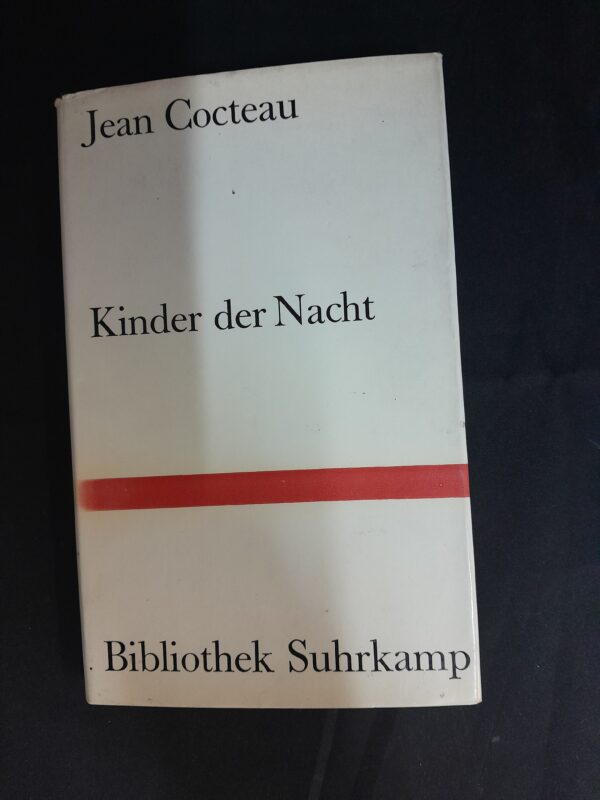 Jean Cocteau
Kinder der Nacht
Bibliothek Suhrkamp